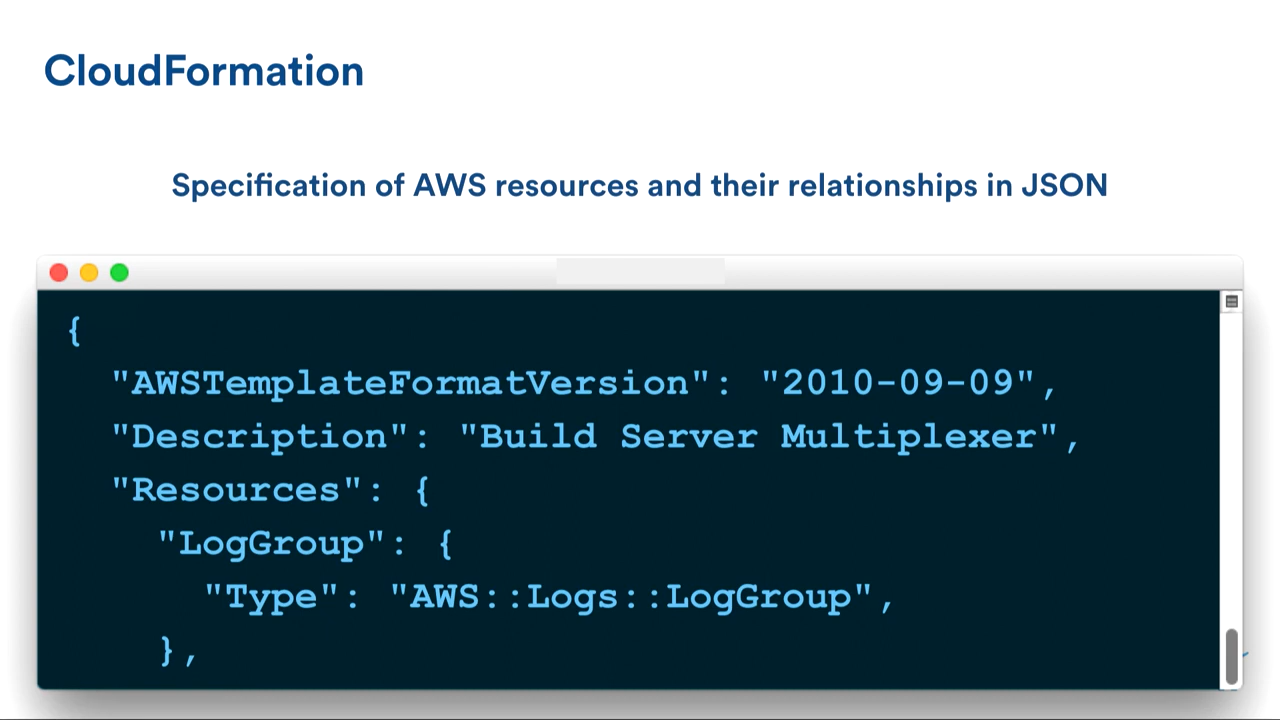 CloudFormation
Specification of AWS resources and their relationships in JSON
{
"AWSTemplateFormatVersion": "2010-09-09",
"Description": "Build Server Multiplexer",
"Resources": {
"LogGroup": {
"Type": "AWS::Logs::LogGroup",
},